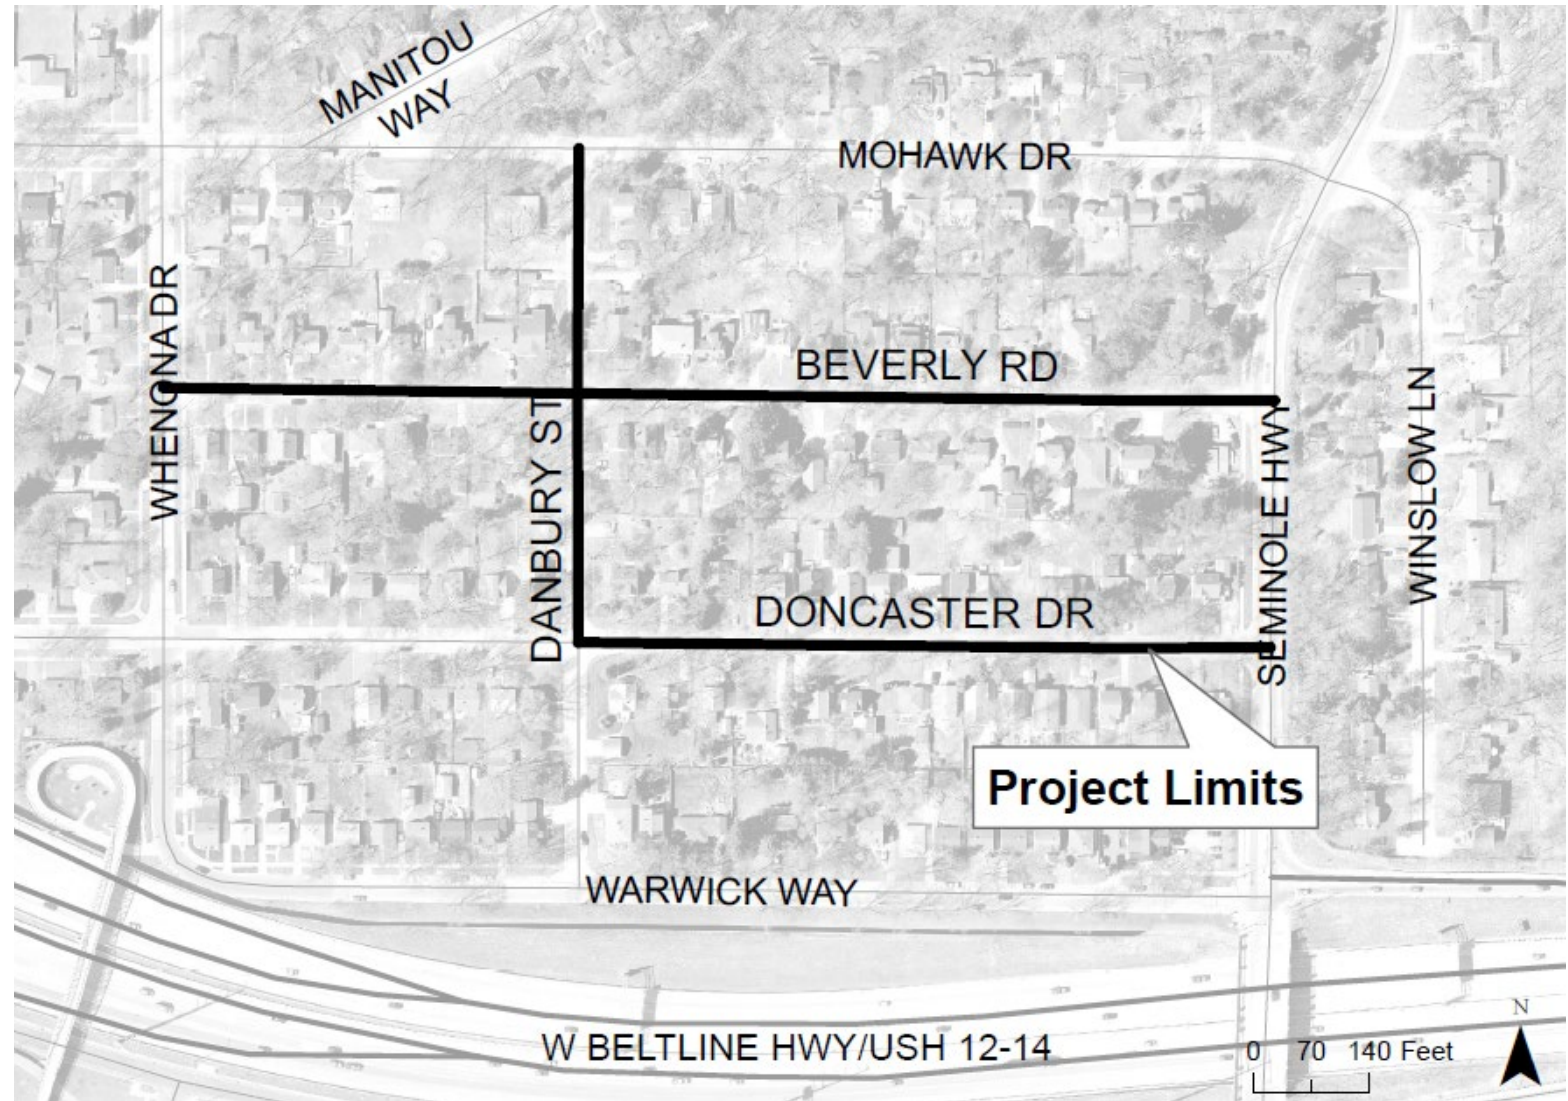 MANITOU
WAY
MOHAWK DR
WHENONA DR
BEVERLY RD
DANBURY ST
SEMINOLE HWY
WINSLOW LN
DONCASTER DR
Project Limits
WARWICK WAY
W BELTLINE HWY/USH 12-14
N
0 70 140 Feet